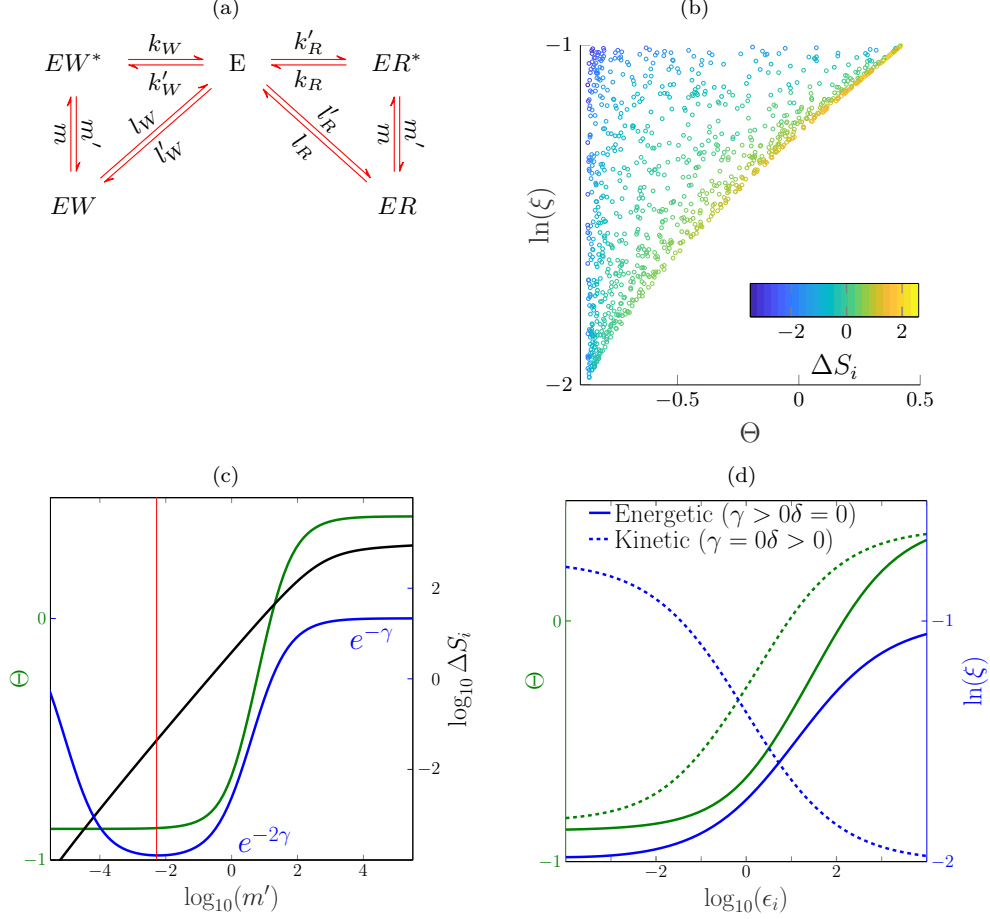 (a)
EW* k_W k'_W E k'_R k_R ER*
m m' l_W l'_W l'_R l_R m m'
EW ER
(b)
ln(ξ)
-1
-2
-2 0 2
ΔS_i
-0.5 0 0.5
Θ
(c)
Θ
0
-1
e^{-γ}
e^{-2γ}
2
0
-2
log_10 ΔS_i
-4 -2 0 2 4
log_10(m')
(d)
Energetic (γ > 0δ = 0)
Kinetic (γ = 0δ > 0)
Θ
0
-1
-1
-2
ln(ξ)
-2 0 2
log_10(ϵ_i)